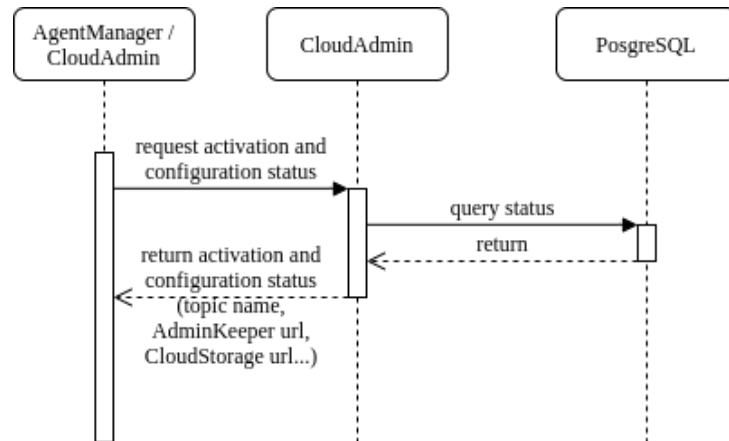 AgentManager /
CloudAdmin
CloudAdmin
PosgreSQL
request activation and
configuration status
query status
return
return activation and
configuration status
(topic name,
AdminKeeper url,
CloudStorage url...)